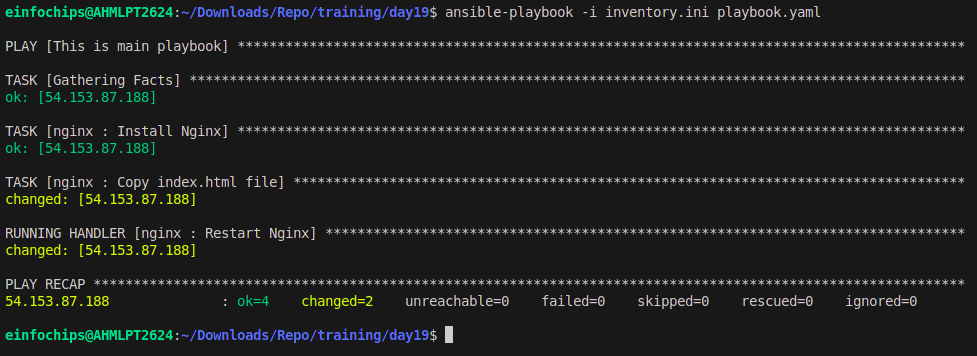 einfochips@AHMLPT2624:~/Downloads/Repo/training/day19$ ansible-playbook -i inventory.ini playbook.yaml
PLAY [This is main playbook] *******************************************************************************************
TASK [Gathering Facts] *************************************************************************************************
ok: [54.153.87.188]
TASK [nginx : Install Nginx] *******************************************************************************************
ok: [54.153.87.188]
TASK [nginx : Copy index.html file] ************************************************************************************
changed: [54.153.87.188]
RUNNING HANDLER [nginx : Restart Nginx] ********************************************************************************
changed: [54.153.87.188]
PLAY RECAP *************************************************************************************************************
54.153.87.188              : ok=4    changed=2    unreachable=0    failed=0    skipped=0    rescued=0    ignored=0
einfochips@AHMLPT2624:~/Downloads/Repo/training/day19$